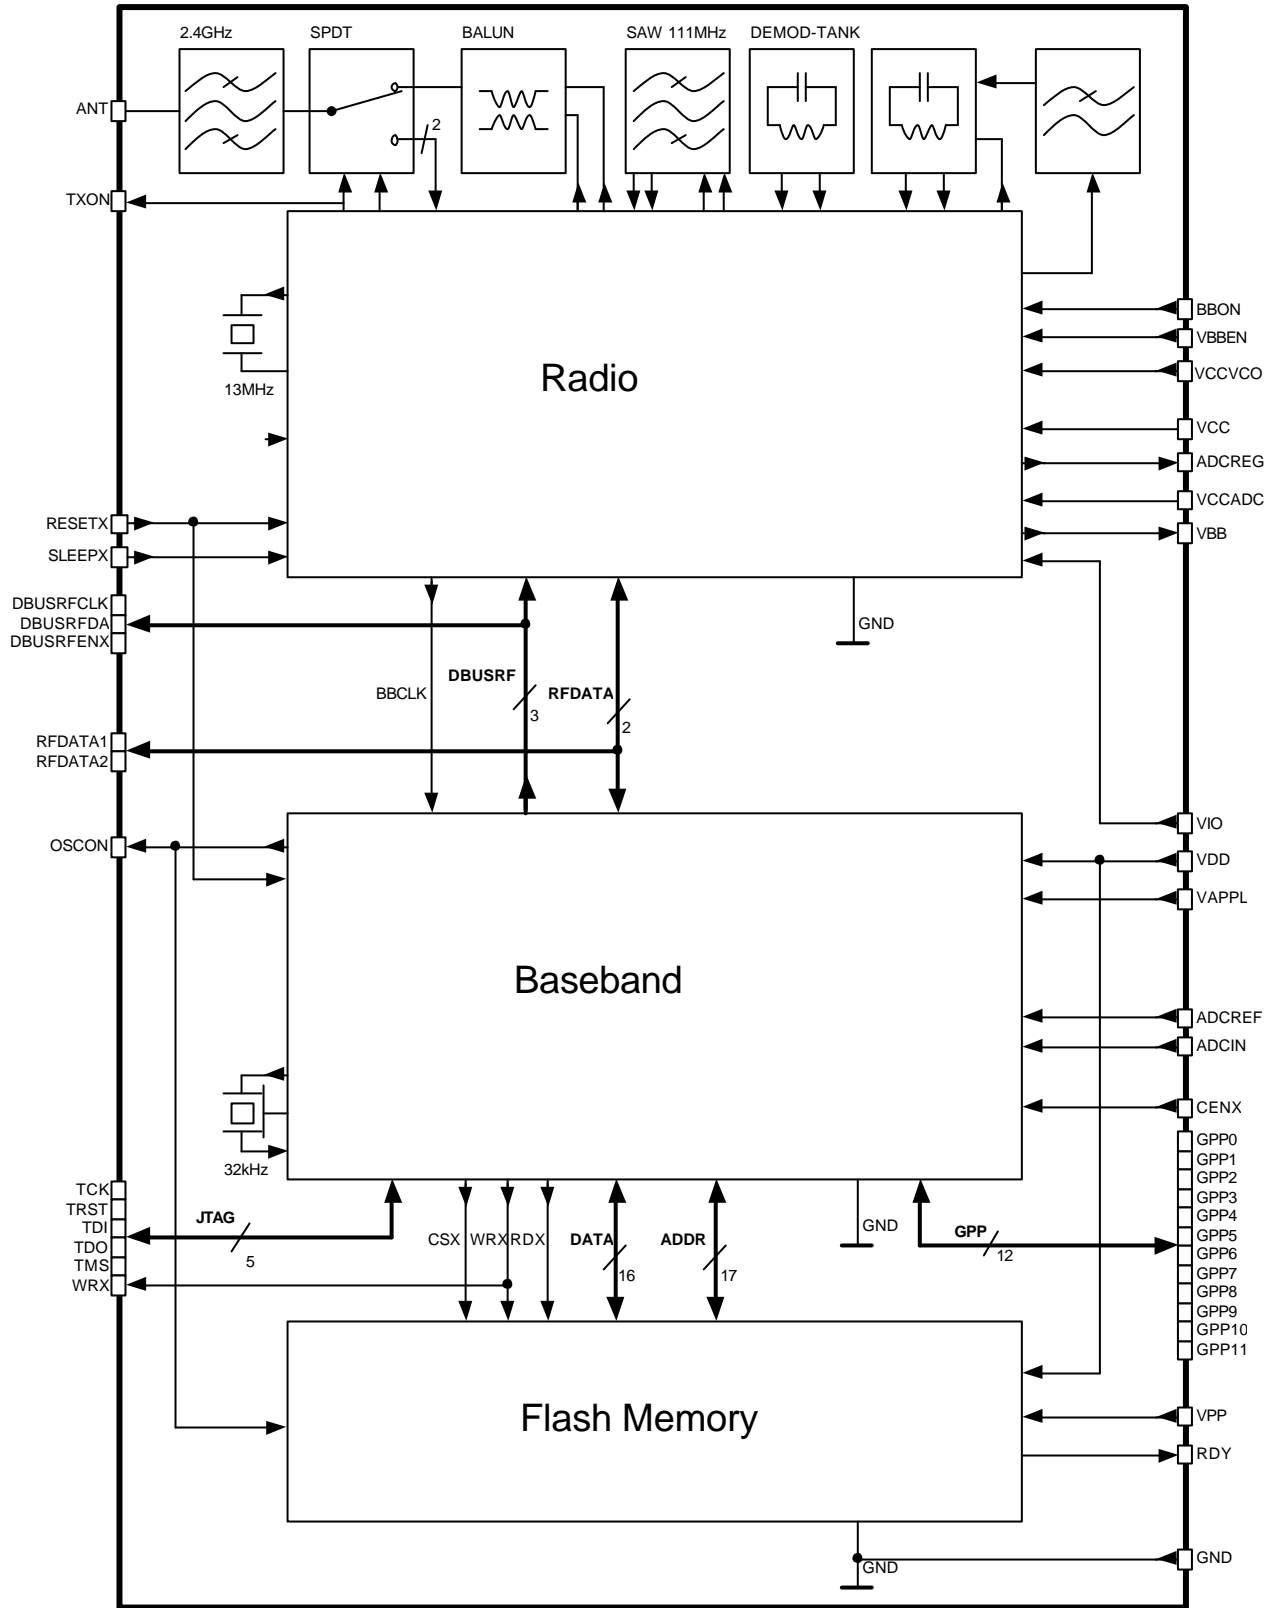 2.4GHz
SPDT
BALUN
SAW 111MHz
DEMOD-TANK
ANT
2
TXON
BBON
VBBEN
13MHz
Radio
VCCVCO
VCC
ADCREG
VCCADC
RESETX
VBB
SLEEPX
DBUSRFCLK
DBUSRFDA
DBUSRFENX
GND
BBCLK
DBUSRF
3
RFDATA
2
RFDATA1
RFDATA2
VIO
OSCON
VDD
VAPPL
Baseband
ADCREF
ADCIN
CENX
32kHz
GPP0
GPP1
GPP2
GPP3
GPP4
GPP5
GPP6
GPP7
GPP8
GPP9
GPP10
GPP11
TCK
TRST
TDI
TDO
TMS
WRX
JTAG
5
CSX
WRX
RDX
DATA
16
ADDR
17
GND
GPP
12
Flash Memory
VPP
RDY
GND
GND